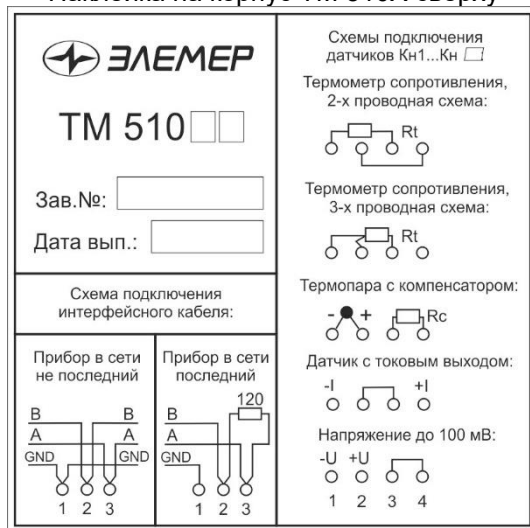 Наклейка на корпус ТМ сверху
ЭЛЕМЕР
ТМ 510
Зав.№:
Дата вып.:
Схема подключения
интерфейсного кабеля:
Прибор в сети
не последний
B B
A A
GND GND
1 2 3
Прибор в сети
последний
120
B
A
GND
1 2 3
Схемы подключения
датчиков Кн1...Кн
Термометр сопротивления,
2-х проводная схема:
Rt
Термометр сопротивления,
3-х проводная схема:
Rt
Термопара с компенсатором:
- + Rc
Датчик с токовым выходом:
-I +I
Напряжение до 100 мВ:
-U +U
1 2 3 4